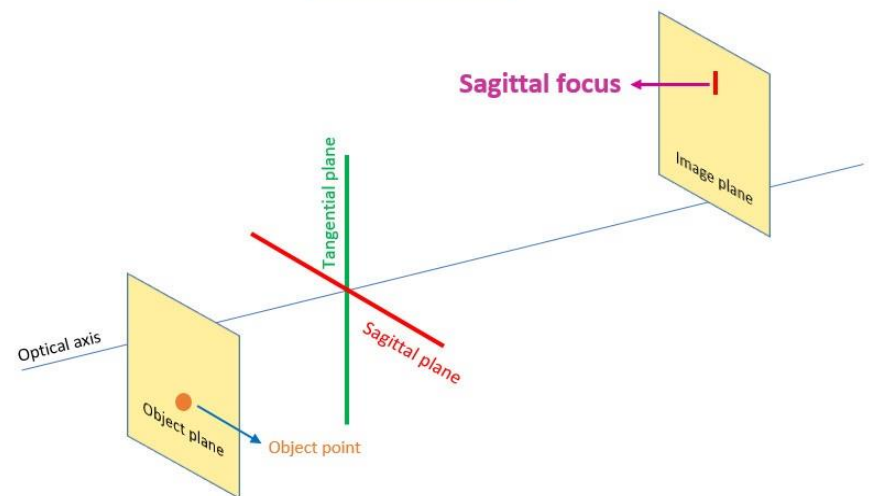 Sagittal focus
Image plane
Tangential plane
Sagittal plane
Optical axis
Object plane
Object point